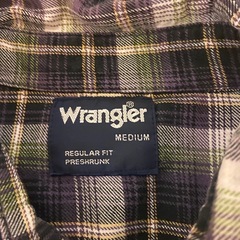 Wrangler
MEDIUM
REGULAR FIT
PRESHRUNK